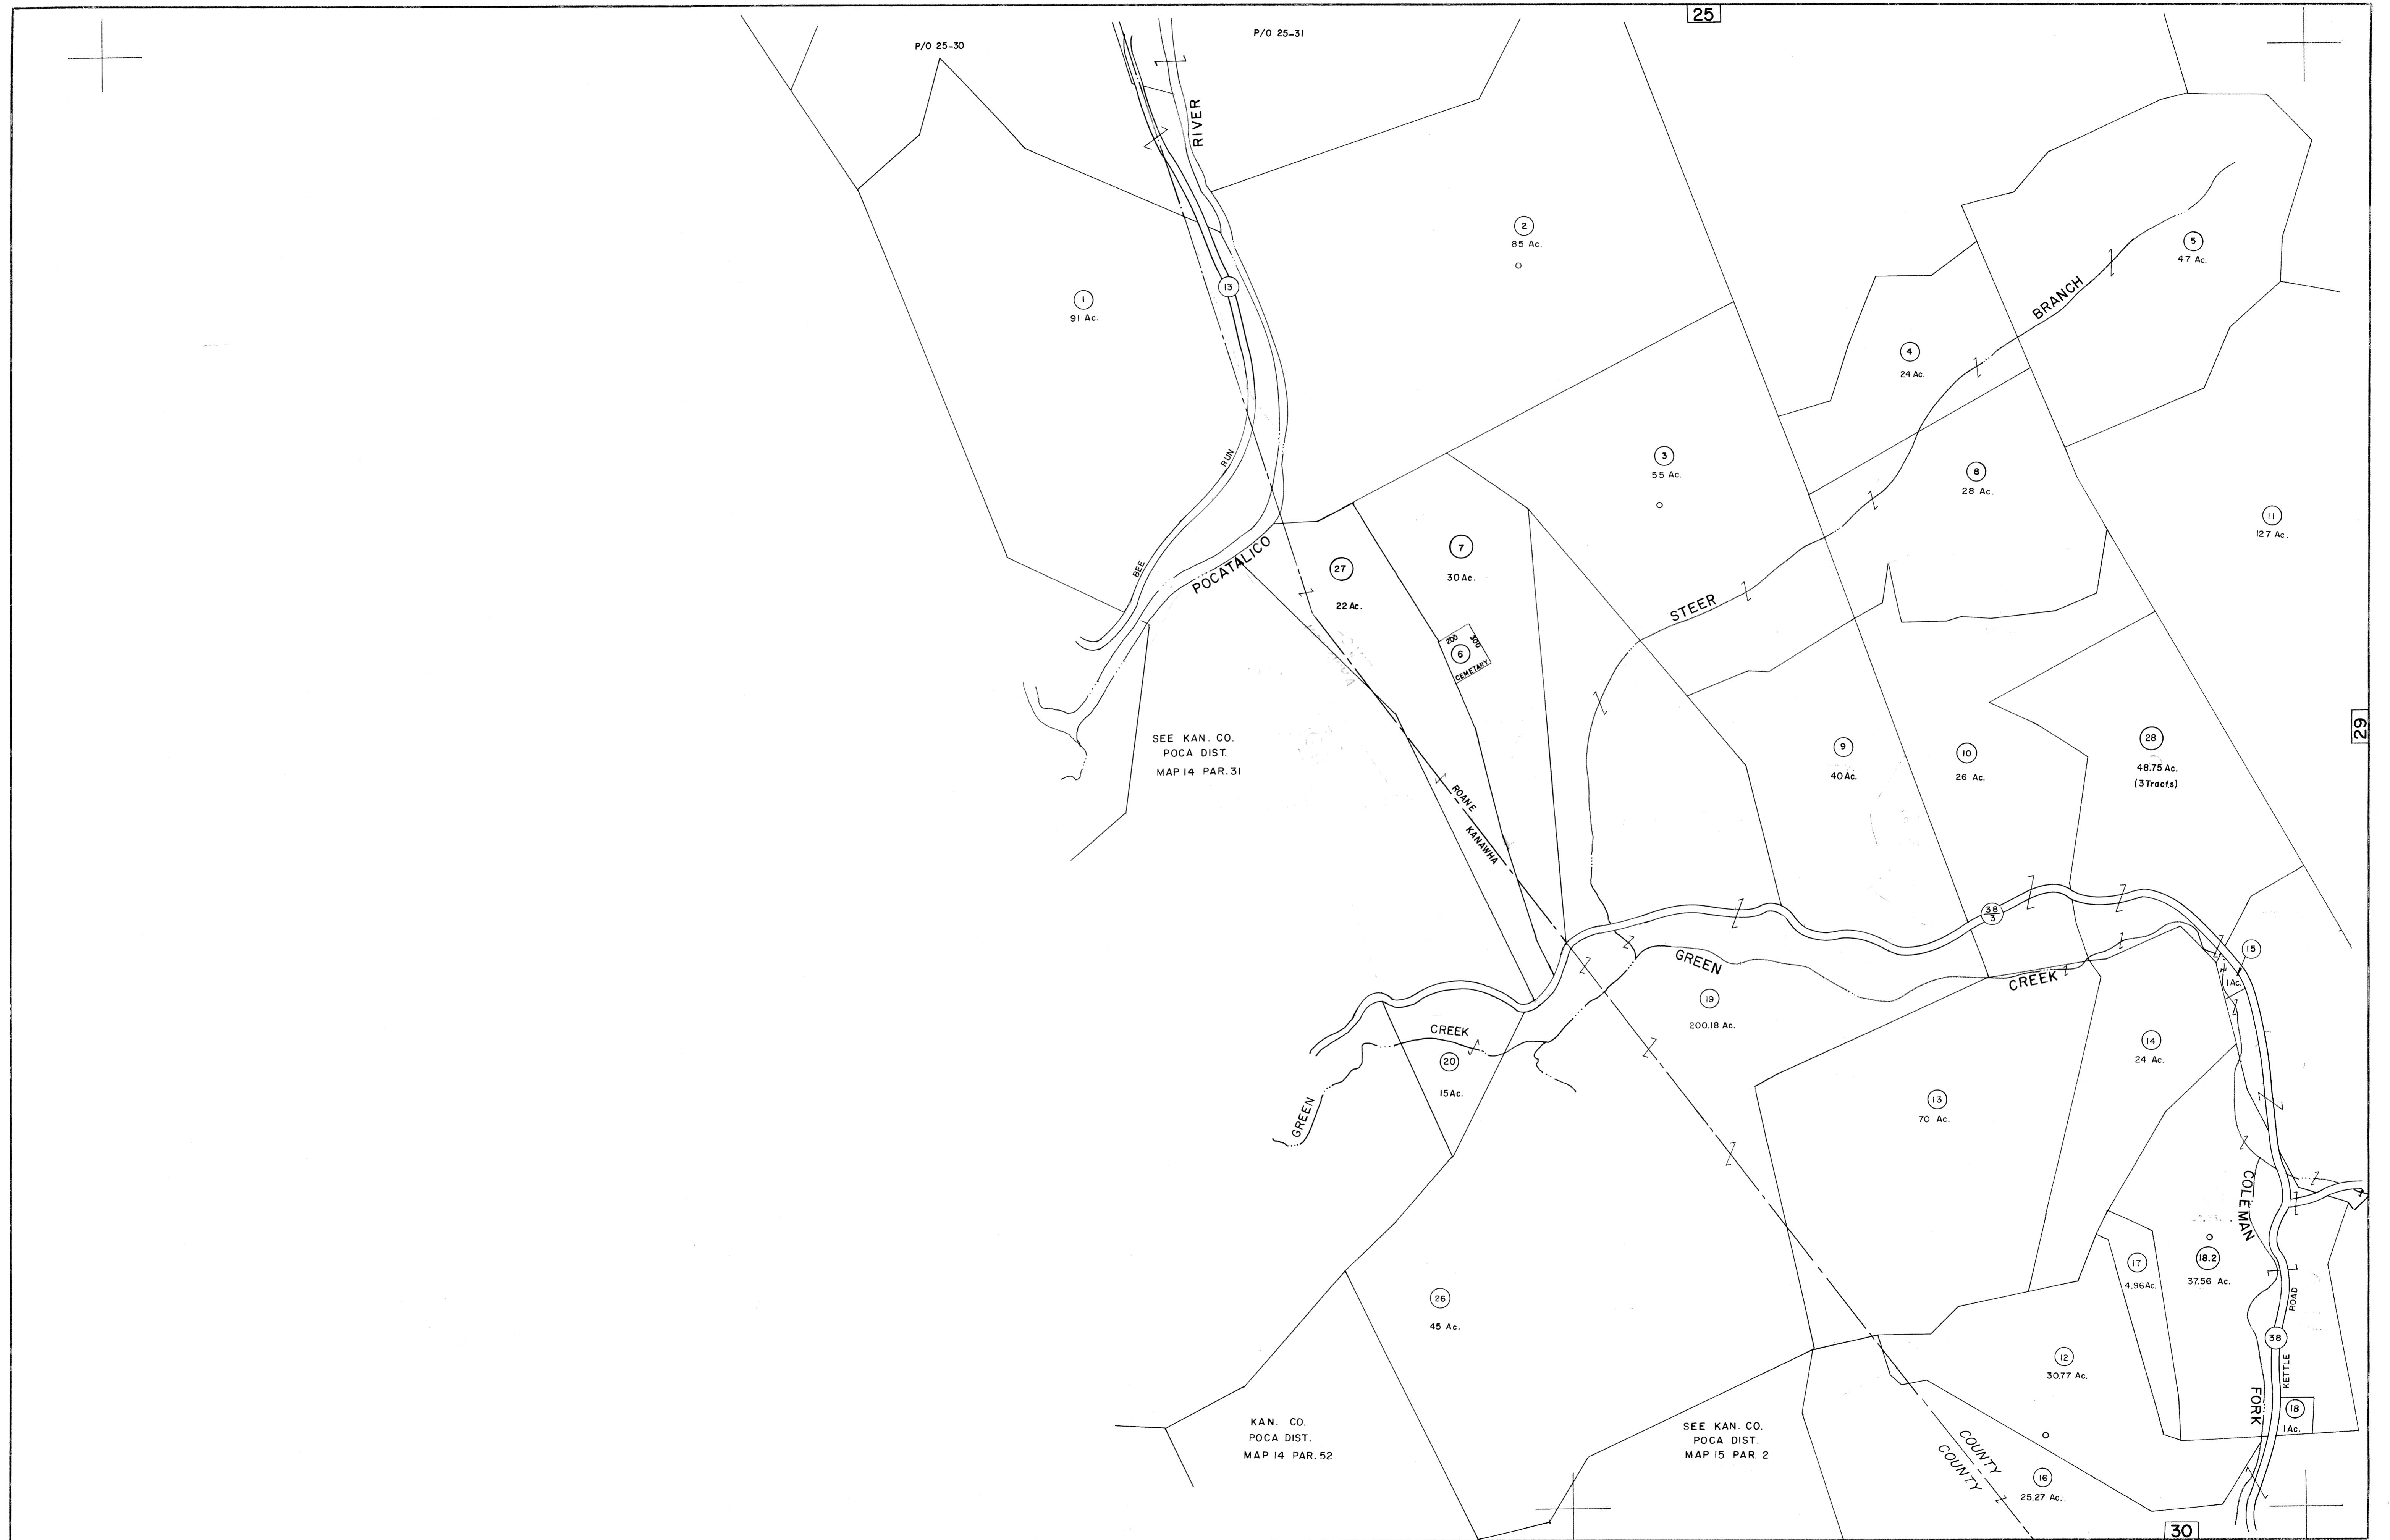 25
P/O 25-30
P/O 25-31
RIVER
2
85 Ac.
5
47 Ac.
BRANCH
13
1
91 Ac.
4
24 Ac.
3
55 Ac.
RUN
8
28 Ac.
11
127 Ac.
BEE
POCATALICO
27
22 Ac.
7
30 Ac.
STEER
200
300
6
CEMETARY
SEE KAN. CO.
POCA DIST.
MAP 14 PAR. 31
29
9
40 Ac.
10
26 Ac.
28
48.75 Ac.
(3 Tracts)
ROANE
KANAWHA
38
3
15
1 Ac.
GREEN
CREEK
19
200.18 Ac.
CREEK
20
15 Ac.
GREEN
14
24 Ac.
13
70 Ac.
COLEMAN
18.2
37.56 Ac.
17
4.96 Ac.
ROAD
26
45 Ac.
38
12
30.77 Ac.
KETTLE
FORK
18
1 Ac.
KAN. CO.
POCA DIST.
MAP 14 PAR. 52
SEE KAN. CO.
POCA DIST.
MAP 15 PAR. 2
COUNTY
COUNTY
16
25.27 Ac.
30